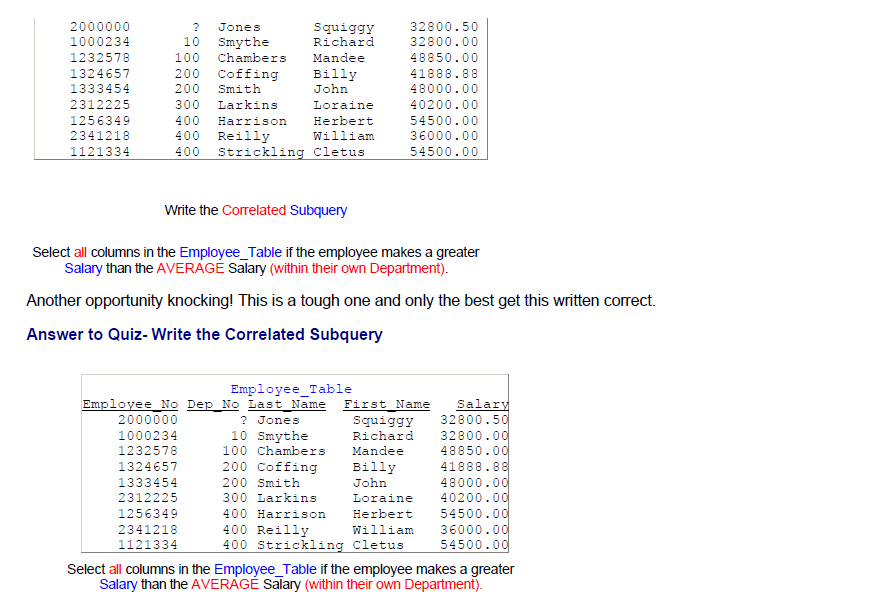 2000000 ? Jones Squiggy 32800.50
1000234 10 Smythe Richard 32800.00
1232578 100 Chambers Mandee 48850.00
1324657 200 Coffing Billy 41888.88
1333454 200 Smith John 48000.00
2312225 300 Larkins Loraine 40200.00
1256349 400 Harrison Herbert 54500.00
2341218 400 Reilly William 36000.00
1121334 400 Strickling Cletus 54500.00
Write the Correlated Subquery
Select all columns in the Employee_Table if the employee makes a greater
Salary than the AVERAGE Salary (within their own Department).
Another opportunity knocking! This is a tough one and only the best get this written correct.
Answer to Quiz- Write the Correlated Subquery
Employee_Table
Employee_No Dep_No Last_Name First_Name Salary
2000000 ? Jones Squiggy 32800.50
1000234 10 Smythe Richard 32800.00
1232578 100 Chambers Mandee 48850.00
1324657 200 Coffing Billy 41888.88
1333454 200 Smith John 48000.00
2312225 300 Larkins Loraine 40200.00
1256349 400 Harrison Herbert 54500.00
2341218 400 Reilly William 36000.00
1121334 400 Strickling Cletus 54500.00
Select all columns in the Employee_Table if the employee makes a greater
Salary than the AVERAGE Salary (within their own Department).